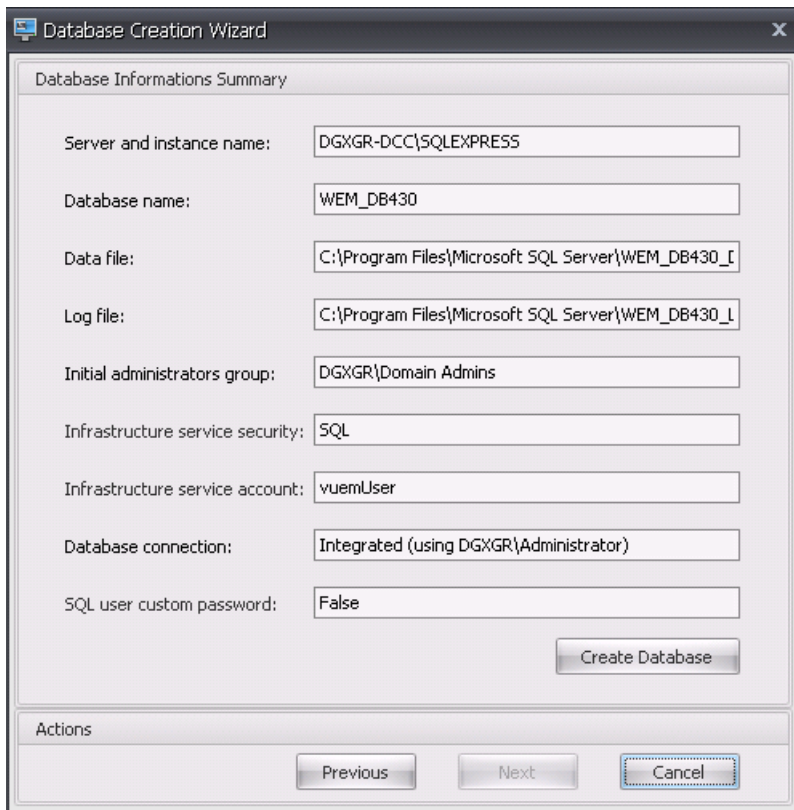 Database Creation Wizard
Database Informations Summary
Server and instance name: DGXGR-DCC\SQLEXPRESS
Database name: WEM_DB430
Data file: C:\Program Files\Microsoft SQL Server\WEM_DB430_D
Log file: C:\Program Files\Microsoft SQL Server\WEM_DB430_L
Initial administrators group: DGXGR\Domain Admins
Infrastructure service security: SQL
Infrastructure service account: vuemUser
Database connection: Integrated (using DGXGR\Administrator)
SQL user custom password: False
Create Database
Actions
Previous Next Cancel